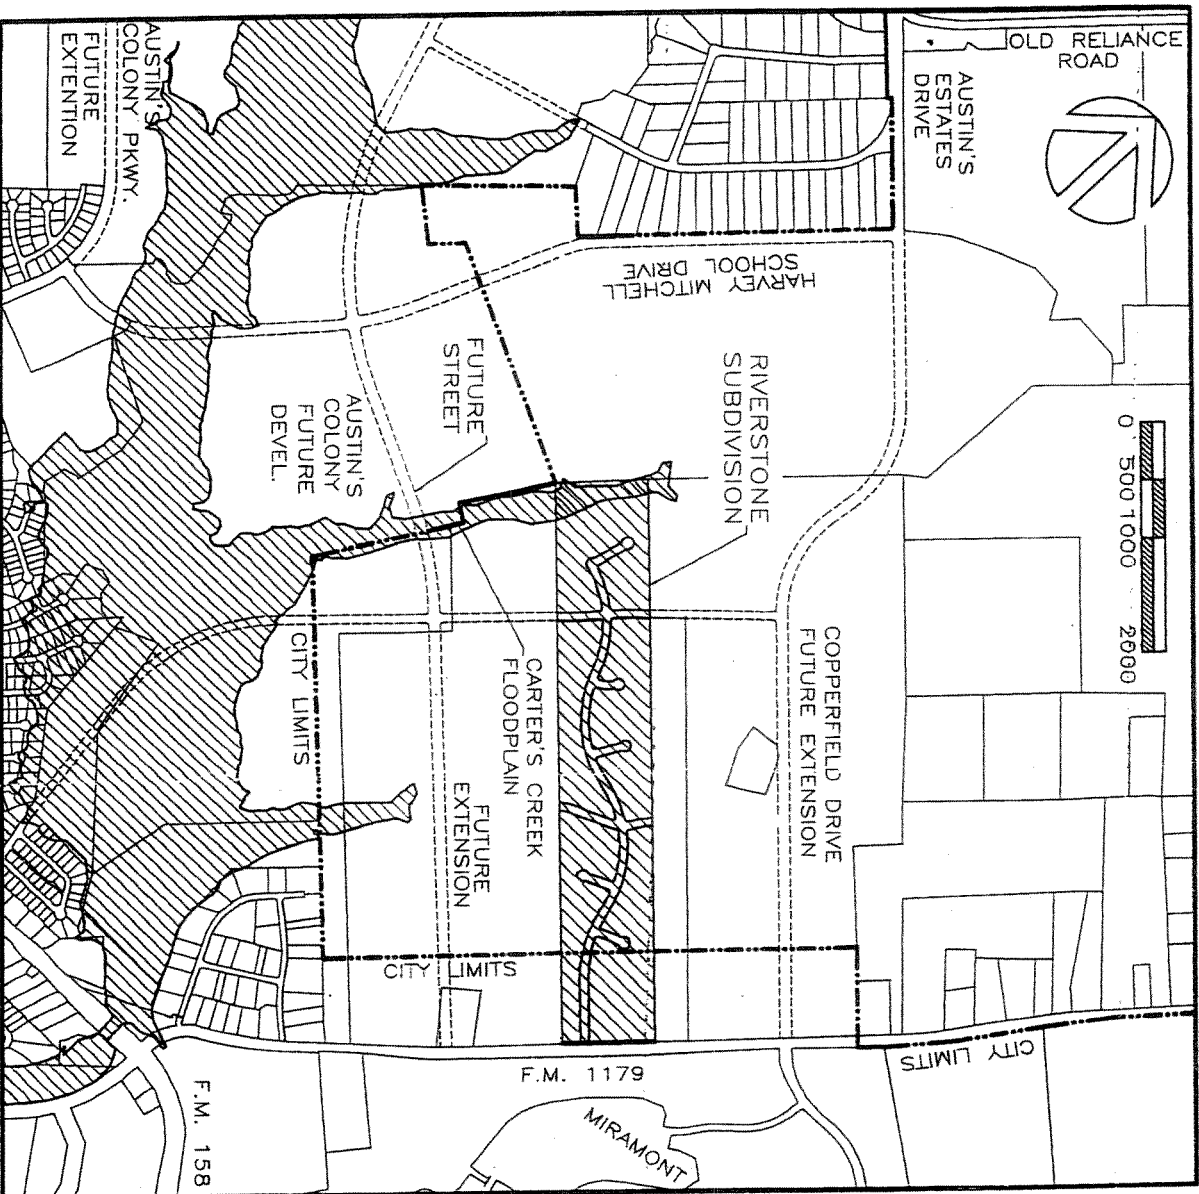 OLD RELIANCE
ROAD
AUSTIN'S
ESTATES
DRIVE
AUSTIN'S
COLONY PKWY.
FUTURE
EXTENTION
HARVEY MITCHELL
SCHOOL DRIVE
FUTURE
STREET
RIVERSTONE
SUBDIVISION
AUSTIN'S
COLONY
FUTURE
DEVEL.
0 500 1000 2000
COPPERFIELD DRIVE
FUTURE EXTENSION
CITY LIMITS
CARTER'S CREEK
FLOODPLAIN
FUTURE
EXTENSION
CITY LIMITS
CITY LIMITS
F.M. 1179
MIRAMONT
F.M. 158